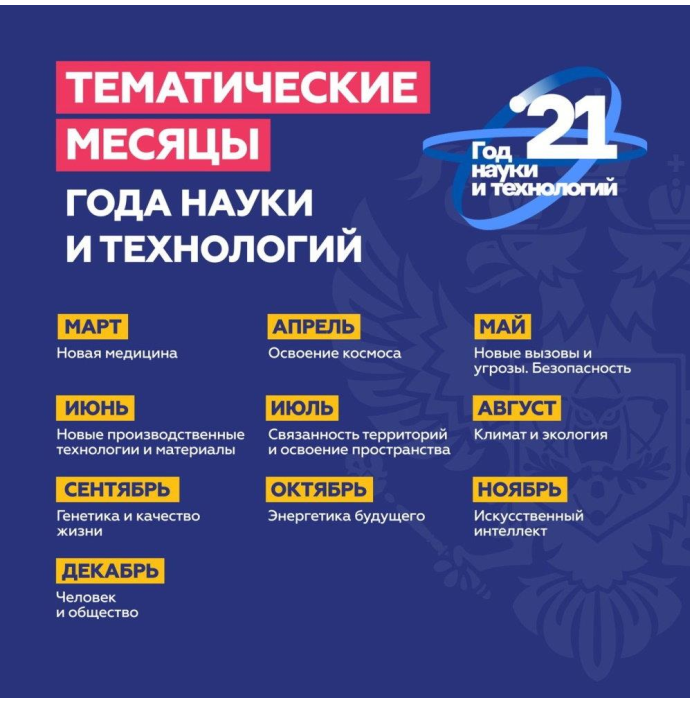 ТЕМАТИЧЕСКИЕ
МЕСЯЦЫ
ГОДА НАУКИ
И ТЕХНОЛОГИЙ
'21
Год
науки
и технологий
МАРТ
Новая медицина
АПРЕЛЬ
Освоение космоса
МАЙ
Новые вызовы и
угрозы. Безопасность
ИЮНЬ
Новые производственные
технологии и материалы
ИЮЛЬ
Связанность территорий
и освоение пространства
АВГУСТ
Климат и экология
СЕНТЯБРЬ
Генетика и качество
жизни
ОКТЯБРЬ
Энергетика будущего
НОЯБРЬ
Искусственный
интеллект
ДЕКАБРЬ
Человек
и общество